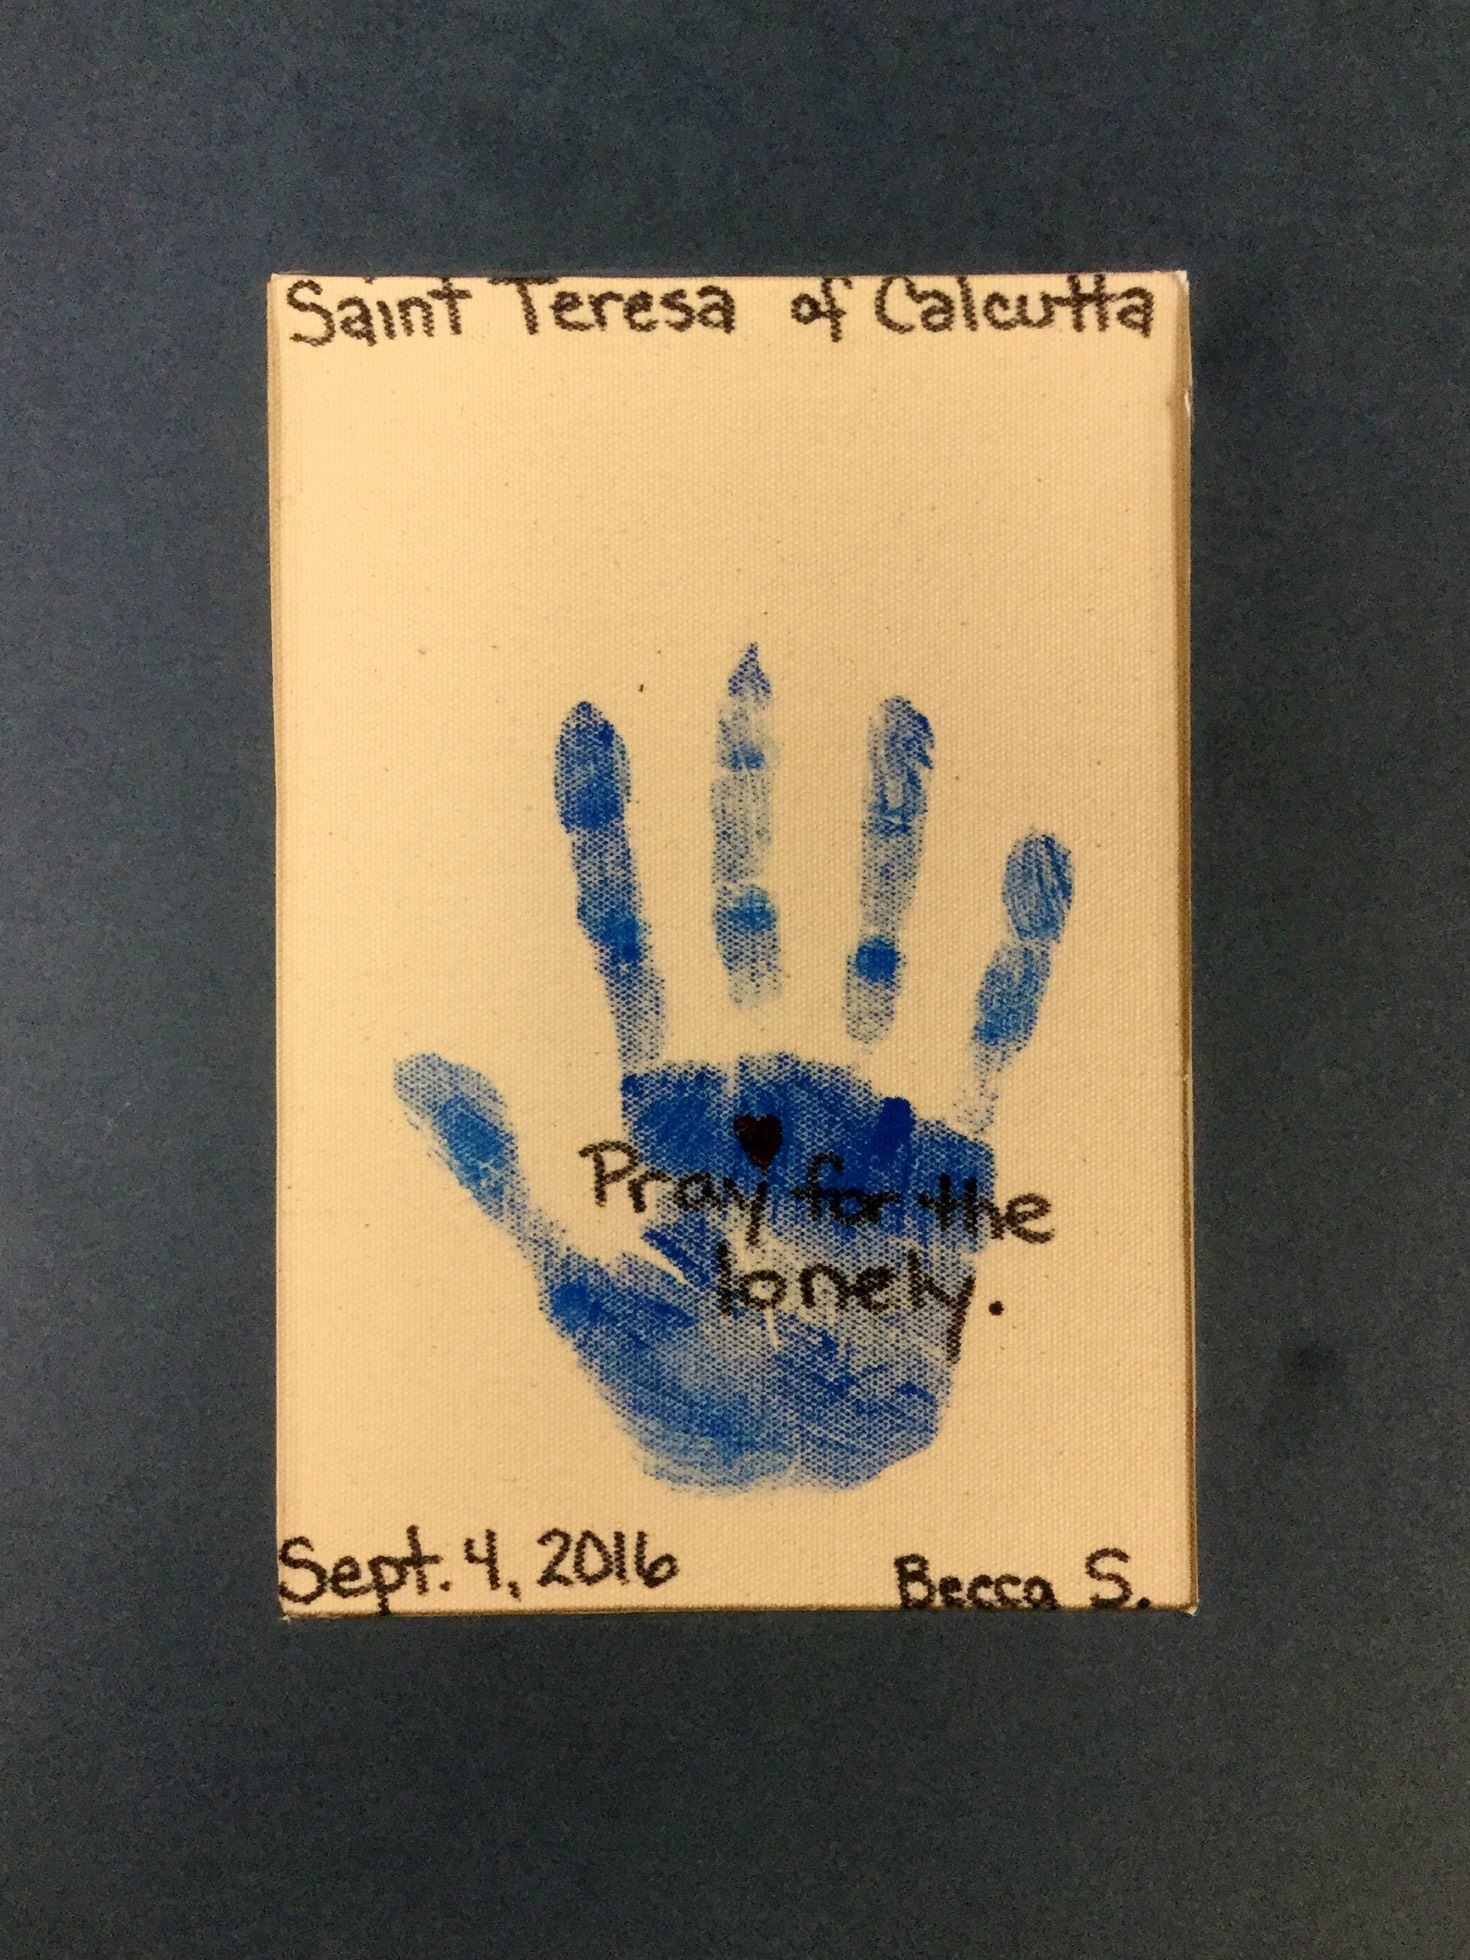 Saint Teresa of Calcutta
Pray for the
lonely.
Sept. 4, 2016
Becca S.